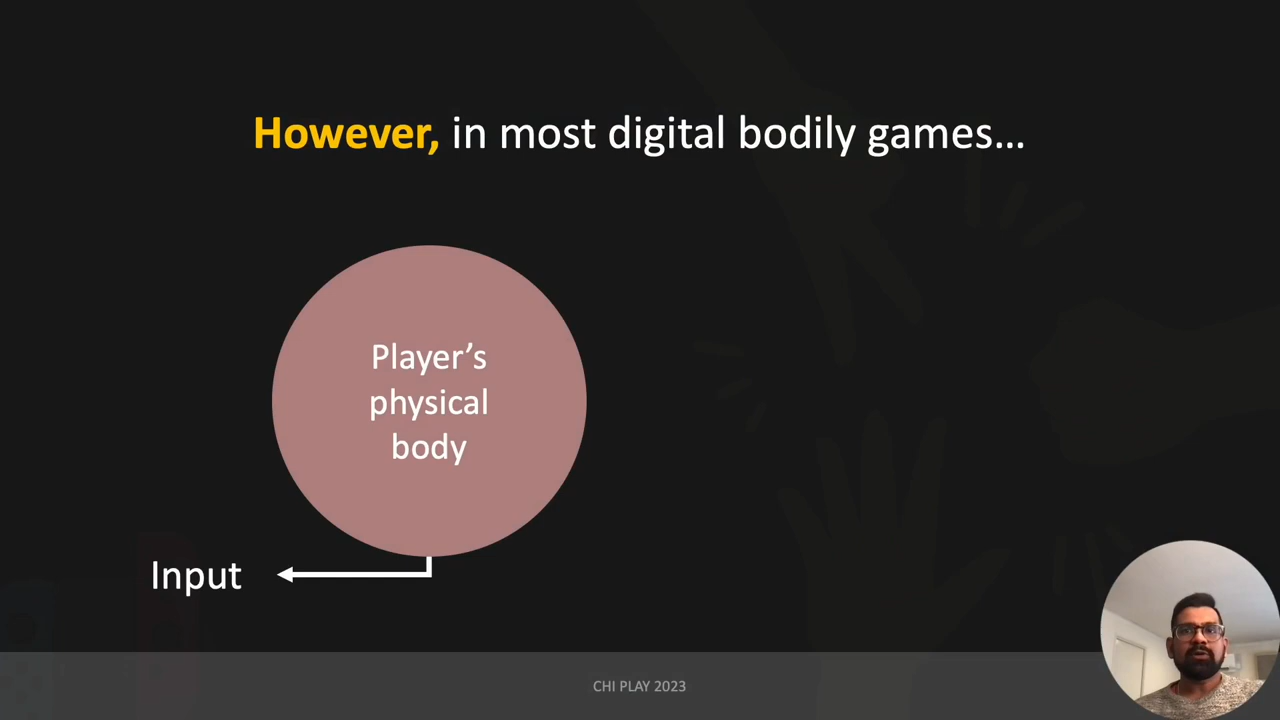 However, in most digital bodily games…
Player’s
physical
body
Input
CHI PLAY 2023